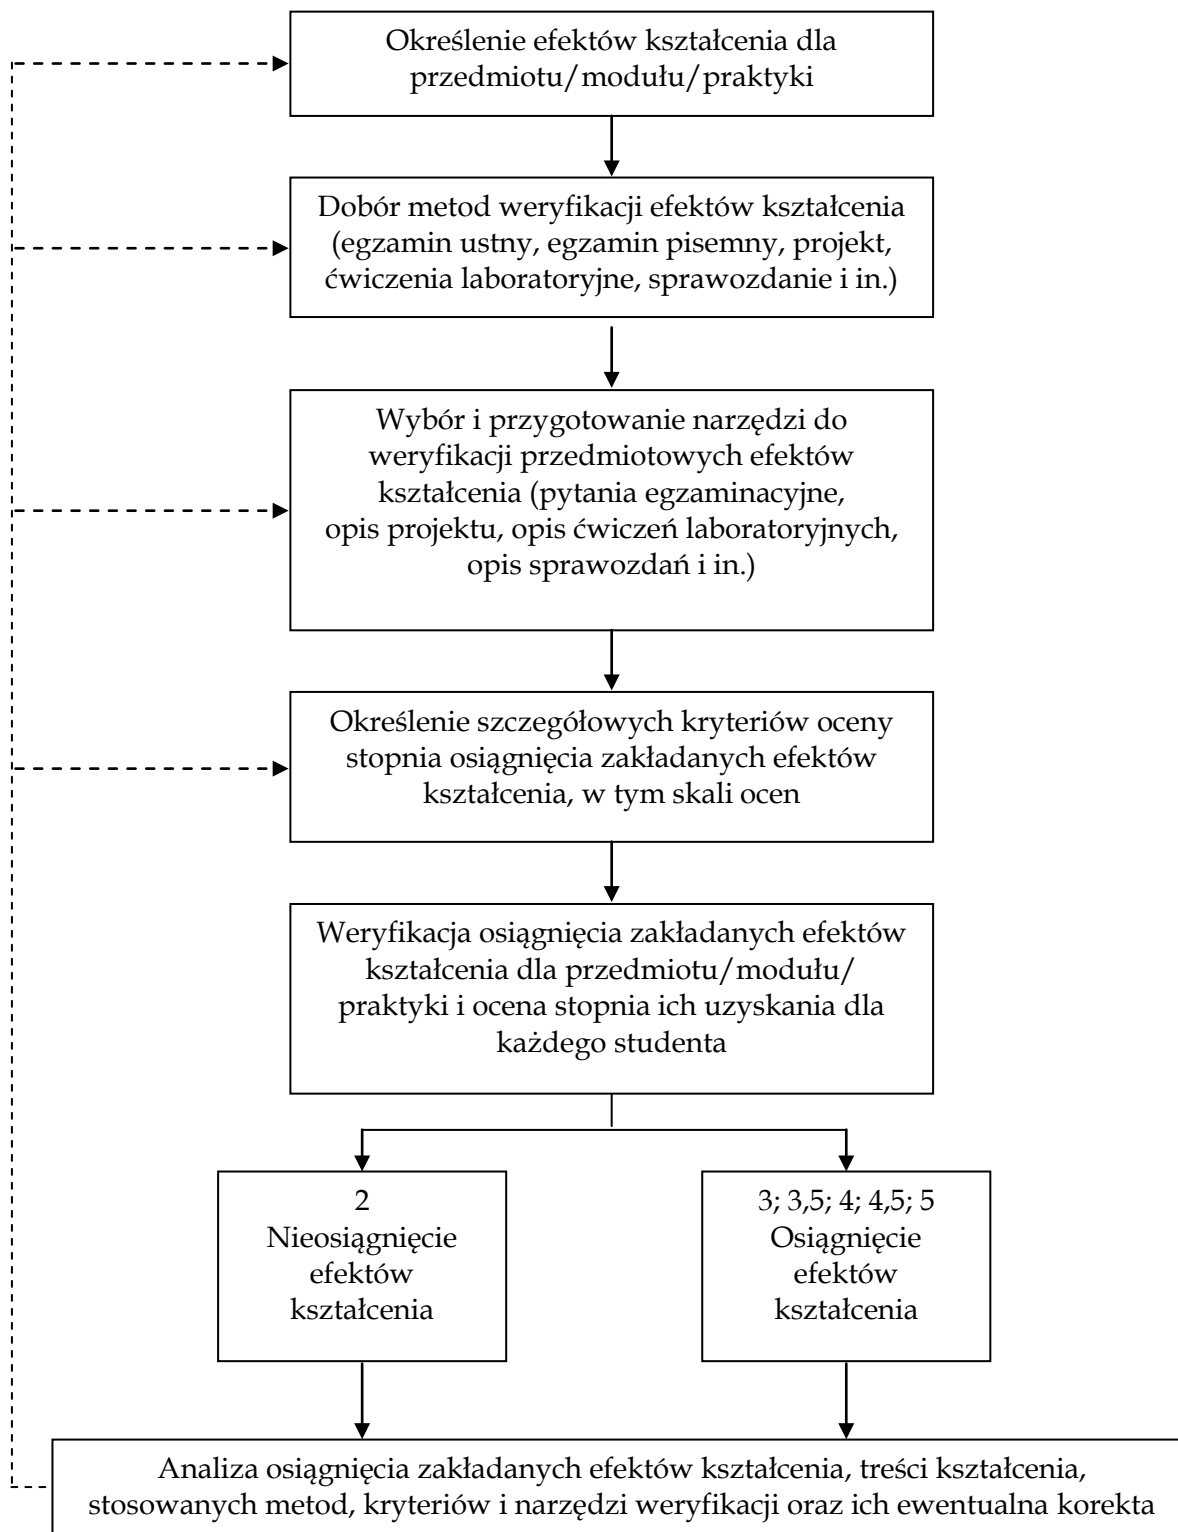 Określenie efektów kształcenia dla
przedmiotu/modułu/praktyki
Dobór metod weryfikacji efektów kształcenia
(egzamin ustny, egzamin pisemny, projekt,
ćwiczenia laboratoryjne, sprawozdanie i in.)
Wybór i przygotowanie narzędzi do
weryfikacji przedmiotowych efektów
kształcenia (pytania egzaminacyjne,
opis projektu, opis ćwiczeń laboratoryjnych,
opis sprawozdań i in.)
Określenie szczegółowych kryteriów oceny
stopnia osiągnięcia zakładanych efektów
kształcenia, w tym skali ocen
Weryfikacja osiągnięcia zakładanych efektów
kształcenia dla przedmiotu/modułu/
praktyki i ocena stopnia ich uzyskania dla
każdego studenta
2
Nieosiągnięcie
efektów
kształcenia
3; 3,5; 4; 4,5; 5
Osiągnięcie
efektów
kształcenia
Analiza osiągnięcia zakładanych efektów kształcenia, treści kształcenia,
stosowanych metod, kryteriów i narzędzi weryfikacji oraz ich ewentualna korekta